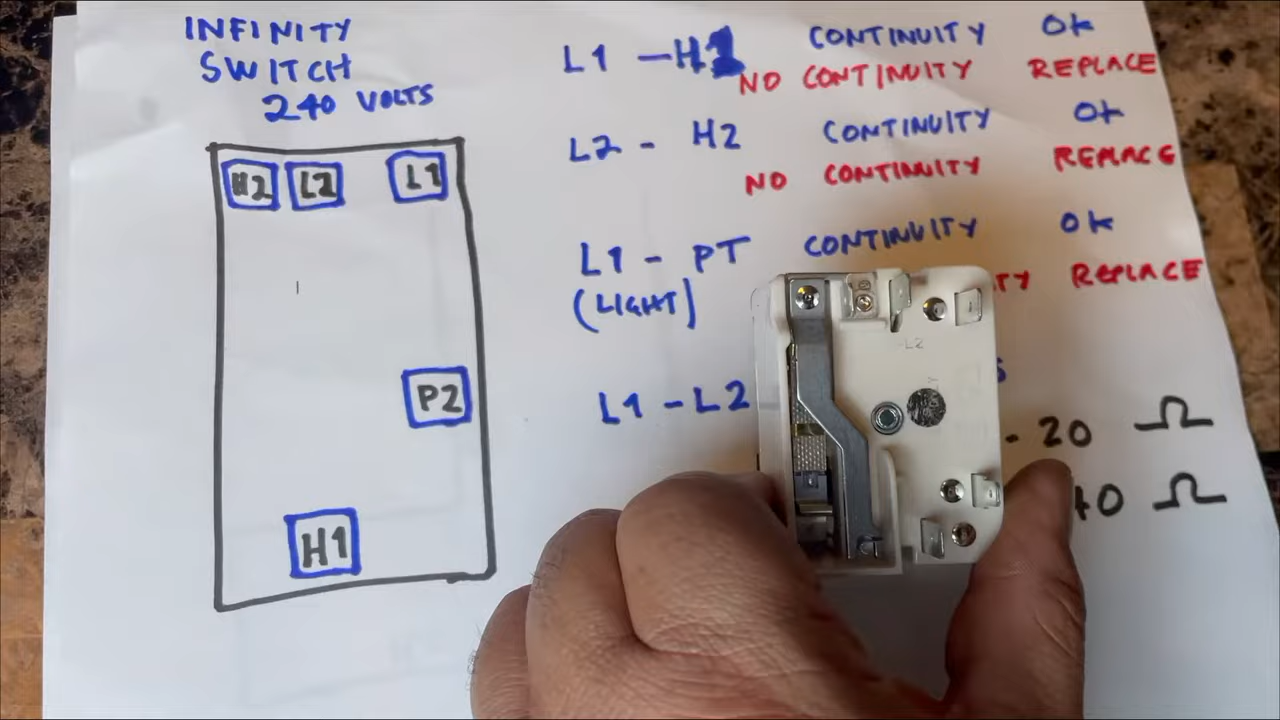 INFINITY
SWITCH
240 VOLTS
H2 L2 L1
P2
H1
L1 - H1 CONTINUITY OK
NO CONTINUITY REPLACE
L2 - H2 CONTINUITY OK
NO CONTINUITY REPLACE
L1 - PT CONTINUITY OK
(LIGHT) TY REPLACE
L1 - L2 S
- 20 Ω
40 Ω
L2